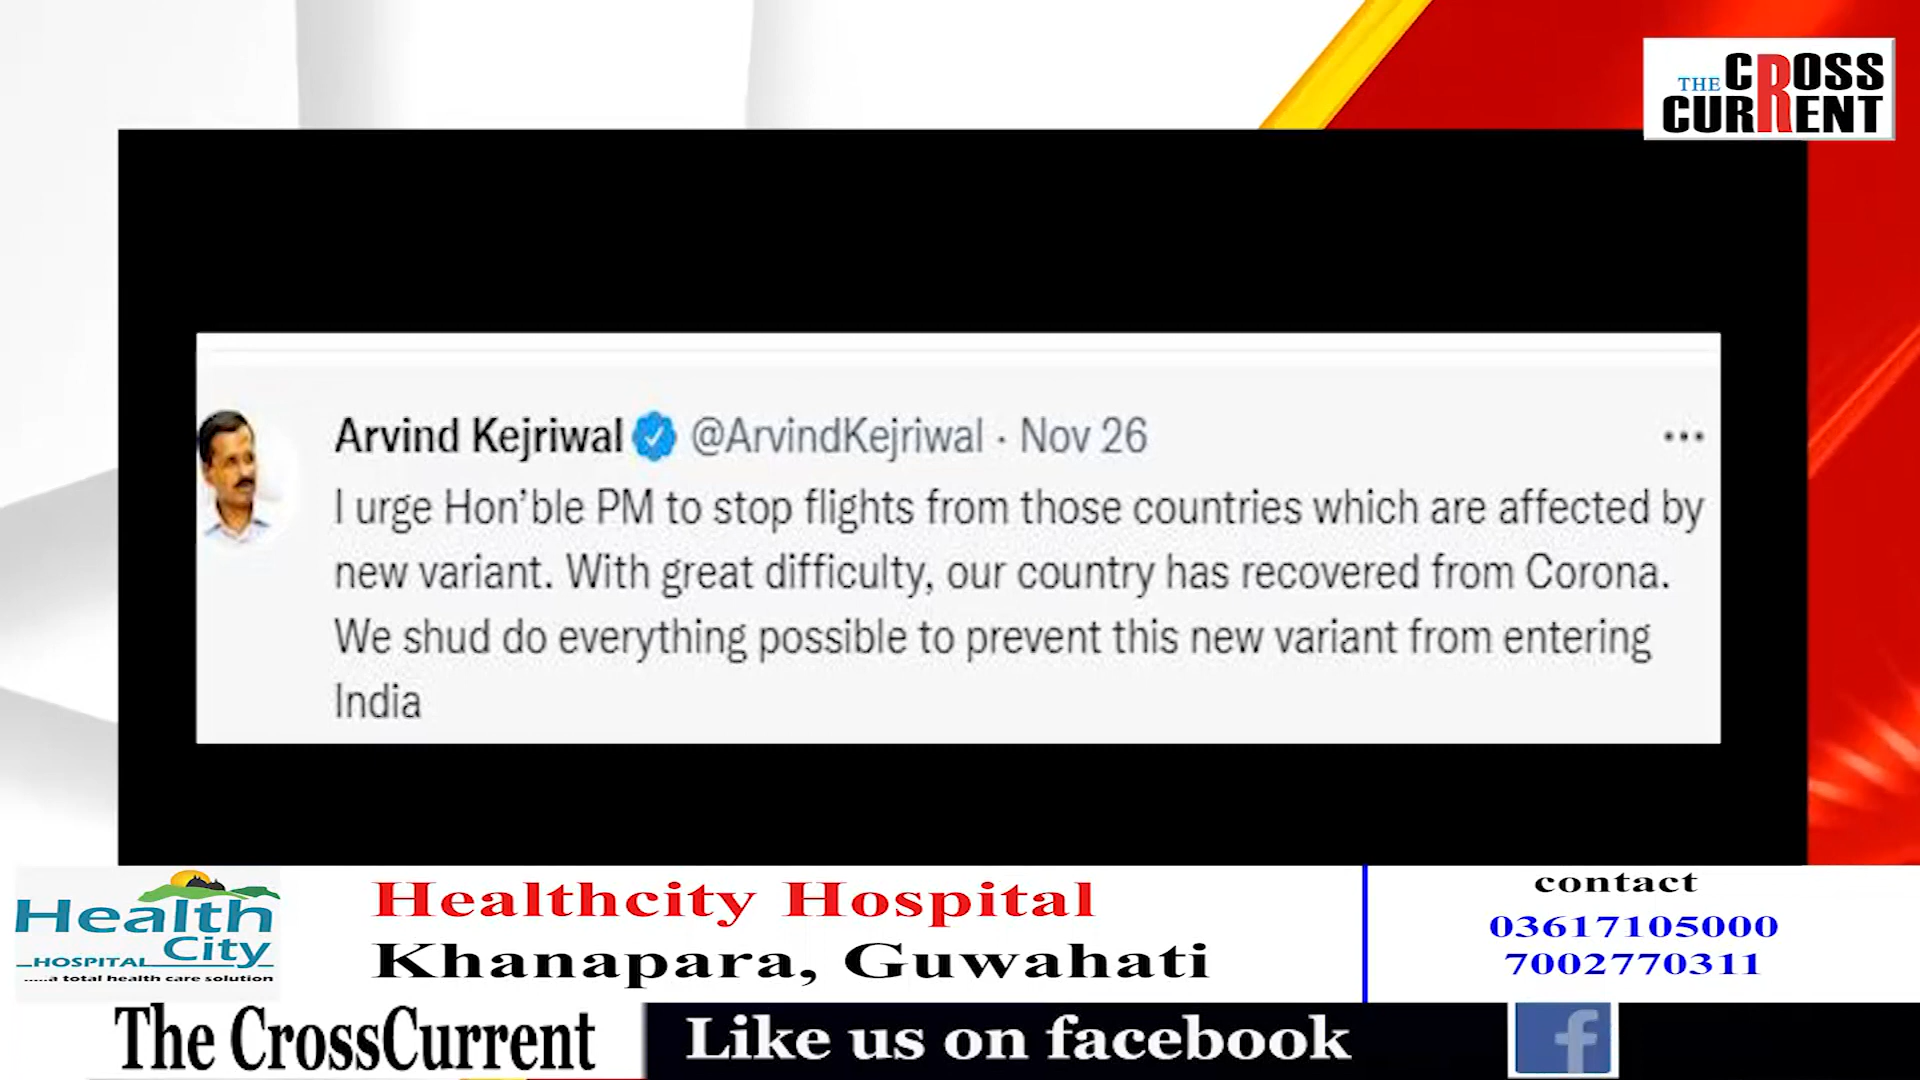 THE CROSS
CURRENT
Arvind Kejriwal @ArvindKejriwal · Nov 26 ...
I urge Hon'ble PM to stop flights from those countries which are affected by
new variant. With great difficulty, our country has recovered from Corona.
We shud do everything possible to prevent this new variant from entering
India
Health
City
HOSPITAL
.....a total health care solution
Healthcity Hospital
Khanapara, Guwahati
contact
03617105000
7002770311
The CrossCurrent
Like us on facebook
f